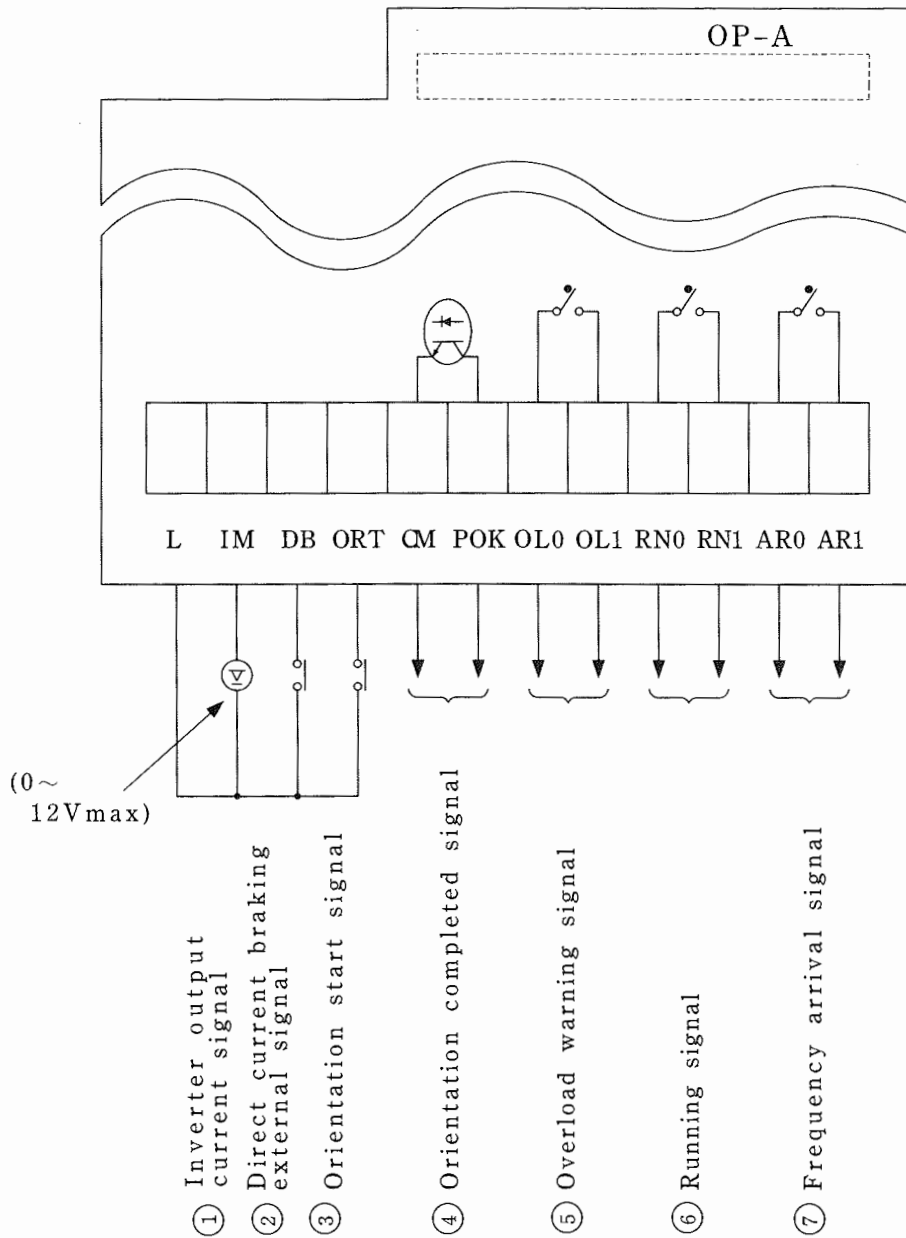 OP-A
L IM DB ORT CM POK OL0 OL1 RN0 RN1 AR0 AR1
(0~
12Vmax)
① Inverter output
current signal
② Direct current braking
external signal
③ Orientation start signal
④ Orientation completed signal
⑤ Overload warning signal
⑥ Running signal
⑦ Frequency arrival signal